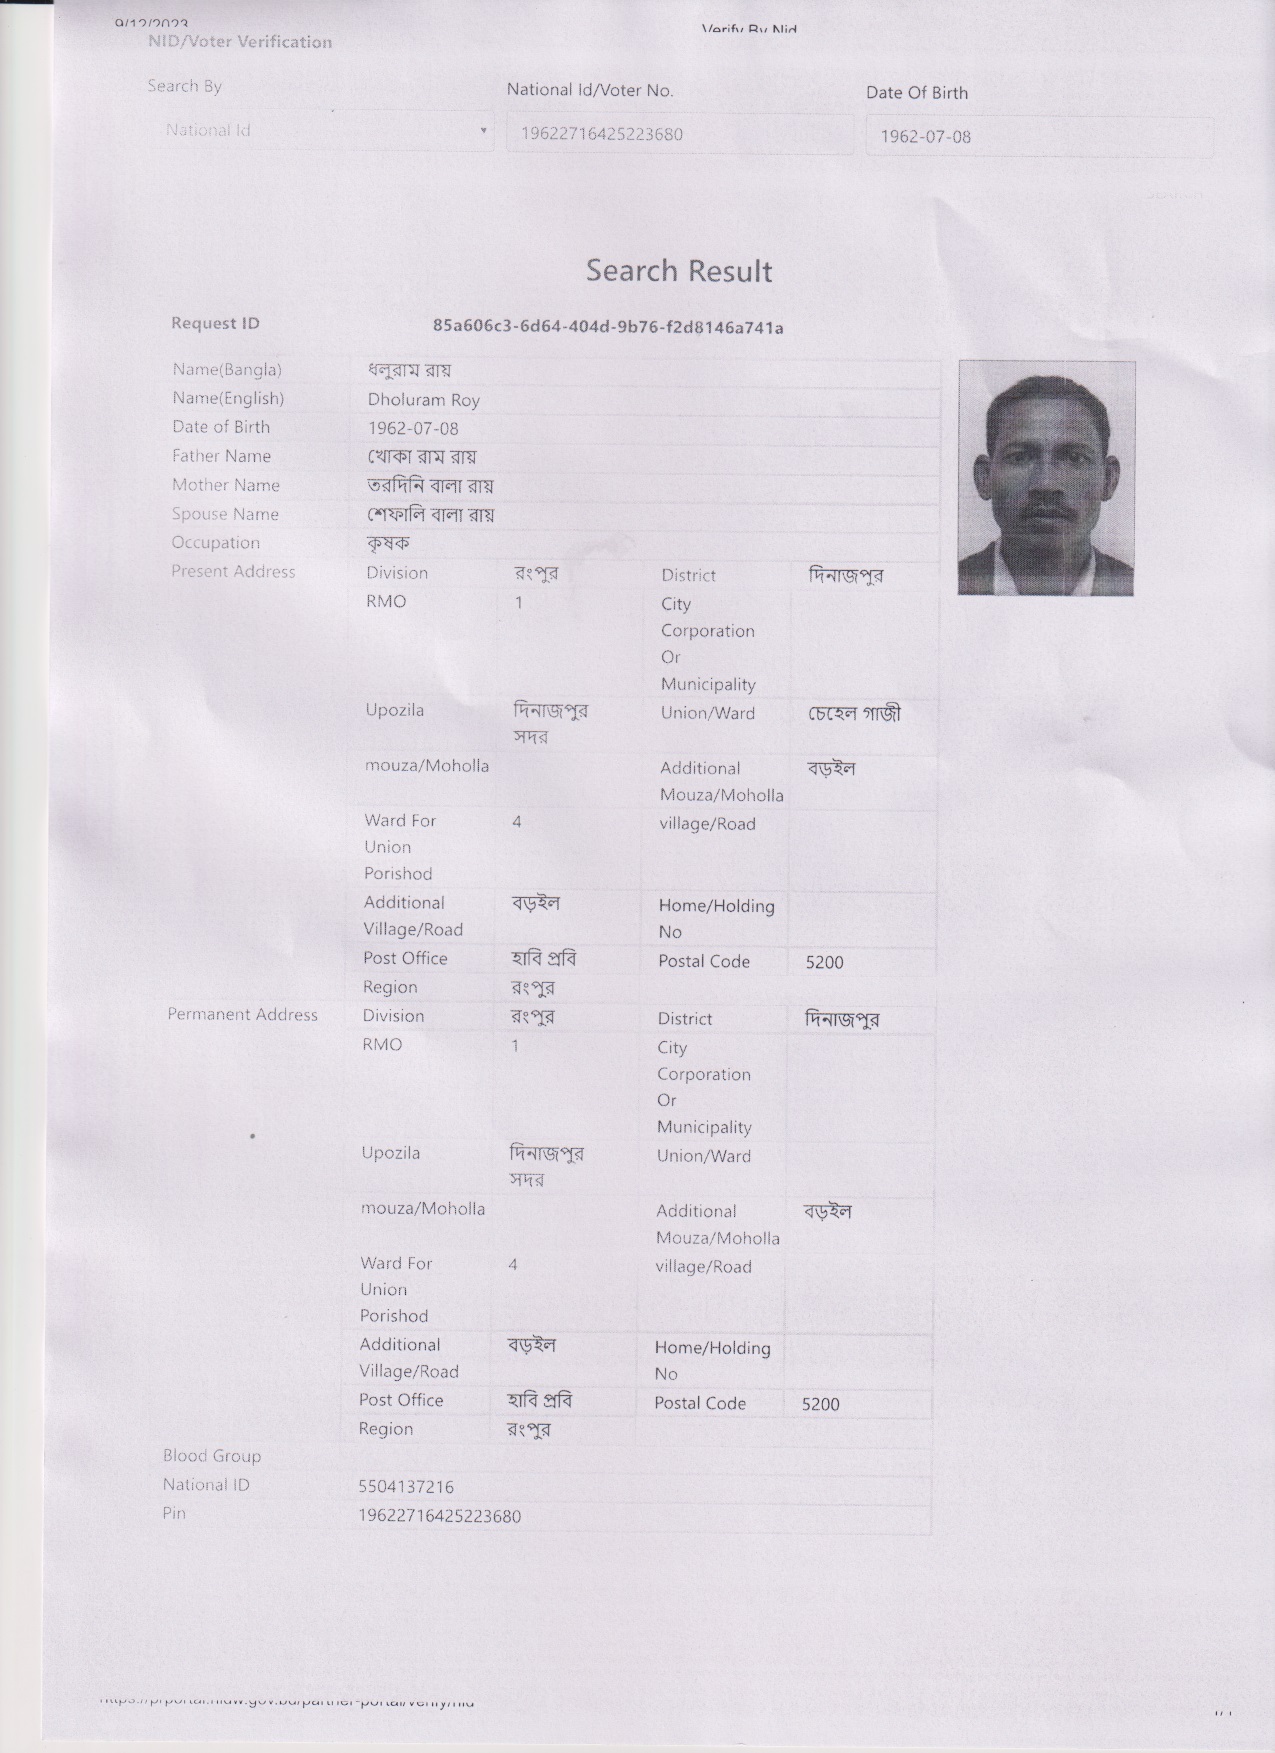 9/12/2023
Verify By Nid
NID/Voter Verification
Search By
National Id/Voter No.
Date Of Birth
National Id
19622716425223680
1962-07-08
Search Result
Request ID 85a606c3-6d64-404d-9b76-f2d8146a741a
Name(Bangla) ধলুরাম রায়
Name(English) Dholuram Roy
Date of Birth 1962-07-08
Father Name খোকা রাম রায়
Mother Name তরদিনি বালা রায়
Spouse Name শেফালি বালা রায়
Occupation কৃষক
Present Address Division রংপুর District দিনাজপুর
RMO 1 City
Corporation
Or
Municipality
Upozila দিনাজপুর Union/Ward চেহেল গাজী
সদর
mouza/Moholla Additional বড়ইল
Mouza/Moholla
Ward For 4 village/Road
Union
Porishod
Additional বড়ইল Home/Holding
Village/Road No
Post Office হাবি প্রবি Postal Code 5200
Region রংপুর
Permanent Address Division রংপুর District দিনাজপুর
RMO 1 City
Corporation
Or
Municipality
Upozila দিনাজপুর Union/Ward
সদর
mouza/Moholla Additional বড়ইল
Mouza/Moholla
Ward For 4 village/Road
Union
Porishod
Additional বড়ইল Home/Holding
Village/Road No
Post Office হাবি প্রবি Postal Code 5200
Region রংপুর
Blood Group
National ID 5504137216
Pin 19622716425223680
https://prportal.nidw.gov.bd/partner-portal/verify/nid
1/1